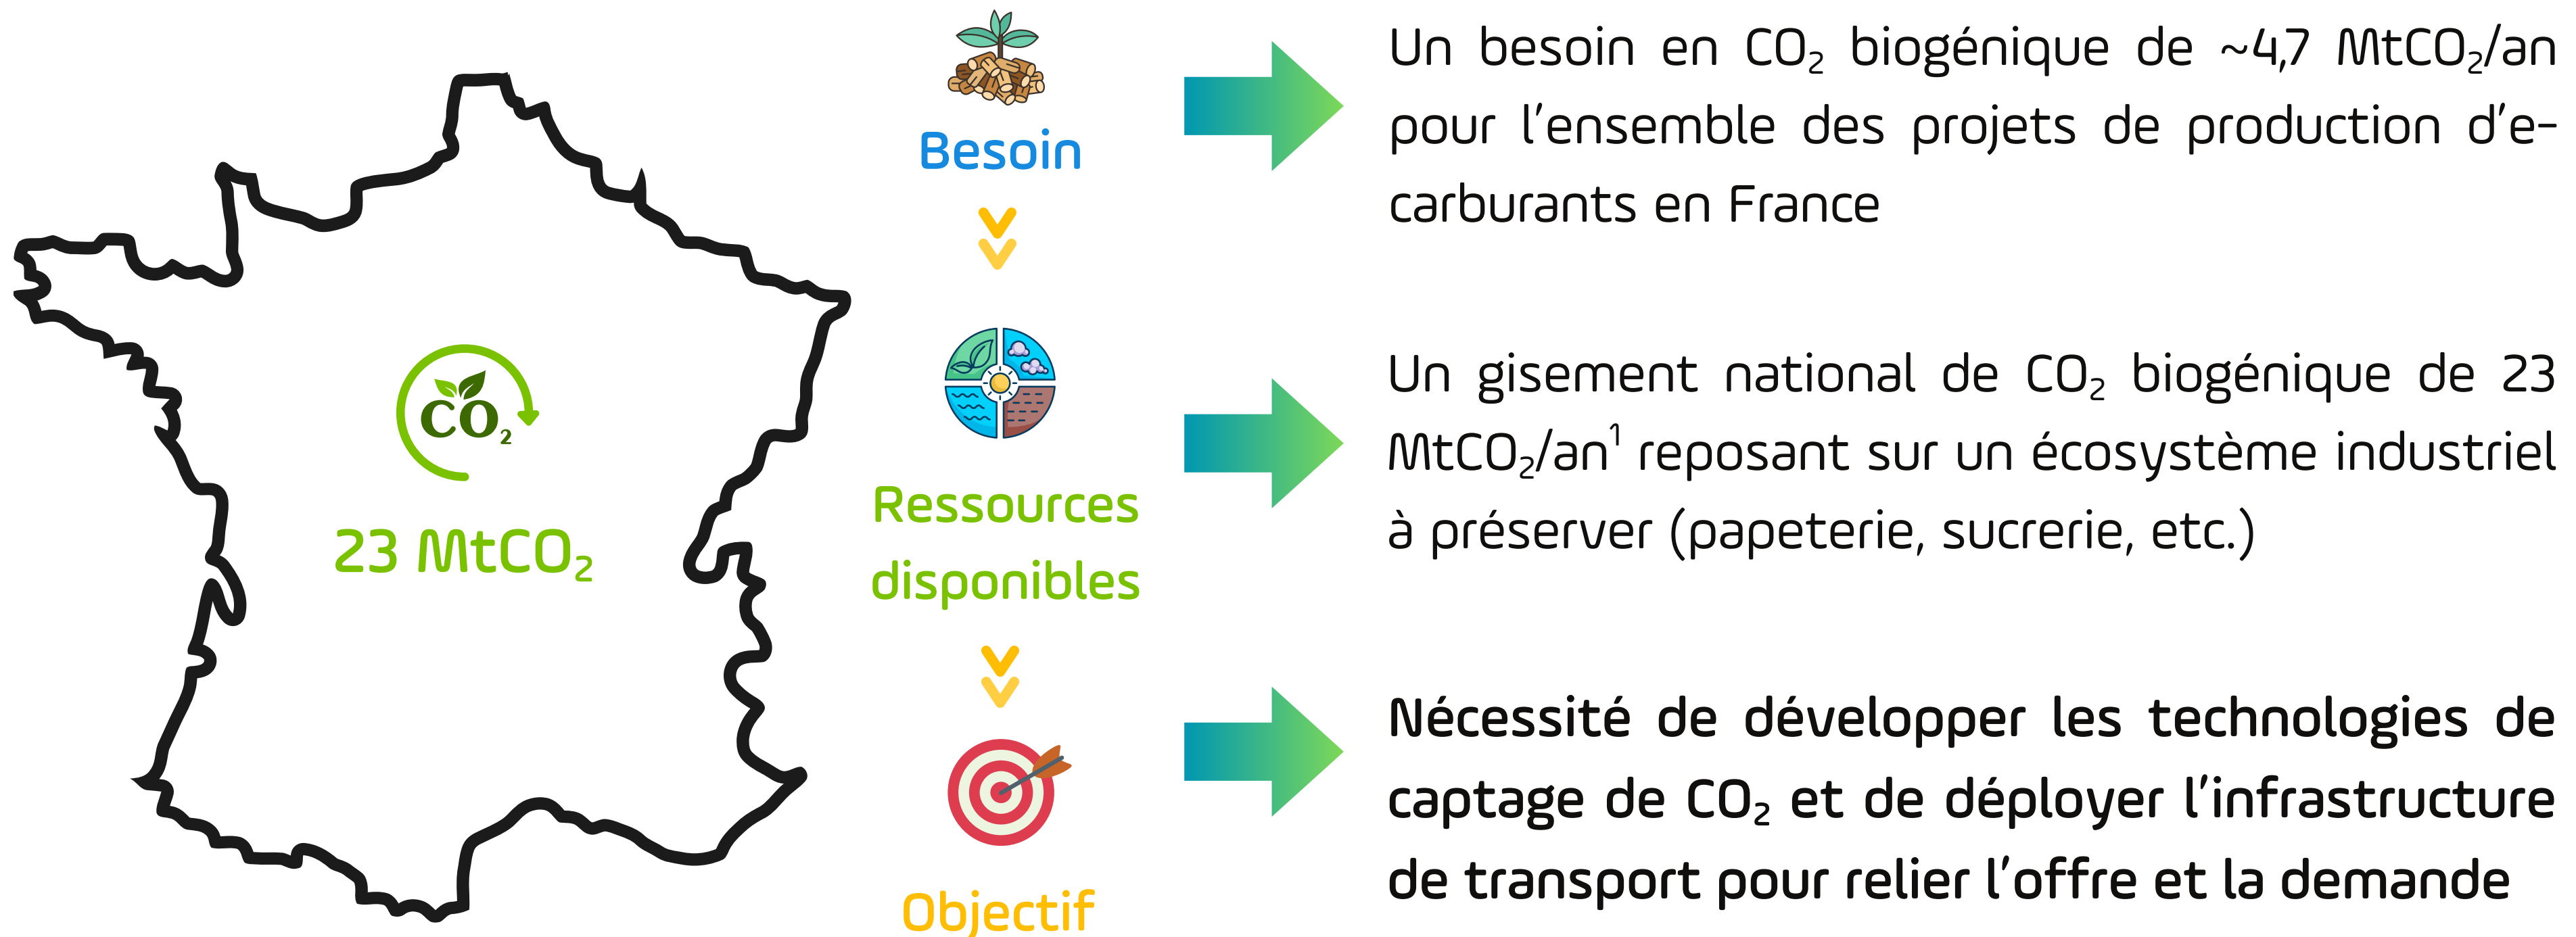 CO₂
23 MtCO₂
Besoin
Ressources
disponibles
Objectif
Un besoin en CO₂ biogénique de ~4,7 MtCO₂/an
pour l'ensemble des projets de production d'e-
carburants en France
Un gisement national de CO₂ biogénique de 23
MtCO₂/an¹ reposant sur un écosystème industriel
à préserver (papeterie, sucrerie, etc.)
Nécessité de développer les technologies de
captage de CO₂ et de déployer l'infrastructure
de transport pour relier l'offre et la demande